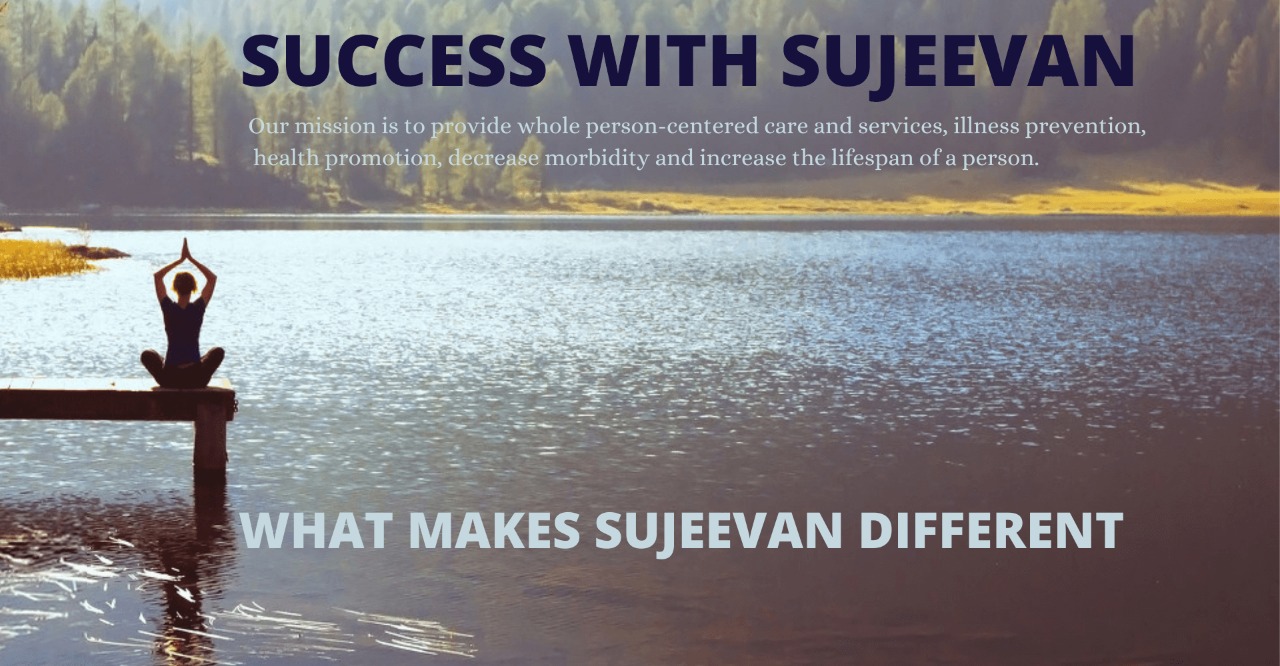 SUCCESS WITH SUJEEVAN
Our mission is to provide whole person-centered care and services, illness prevention,
health promotion, decrease morbidity and increase the lifespan of a person.
WHAT MAKES SUJEEVAN DIFFERENT